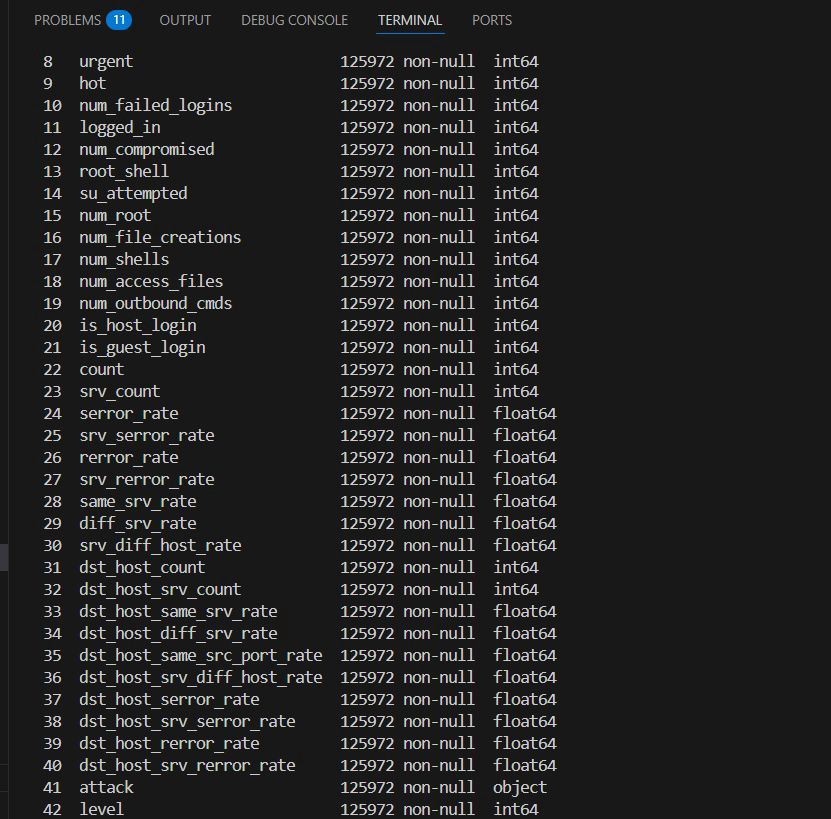 PROBLEMS 11 OUTPUT DEBUG CONSOLE TERMINAL PORTS
8 urgent 125972 non-null int64
9 hot 125972 non-null int64
10 num_failed_logins 125972 non-null int64
11 logged_in 125972 non-null int64
12 num_compromised 125972 non-null int64
13 root_shell 125972 non-null int64
14 su_attempted 125972 non-null int64
15 num_root 125972 non-null int64
16 num_file_creations 125972 non-null int64
17 num_shells 125972 non-null int64
18 num_access_files 125972 non-null int64
19 num_outbound_cmds 125972 non-null int64
20 is_host_login 125972 non-null int64
21 is_guest_login 125972 non-null int64
22 count 125972 non-null int64
23 srv_count 125972 non-null int64
24 serror_rate 125972 non-null float64
25 srv_serror_rate 125972 non-null float64
26 rerror_rate 125972 non-null float64
27 srv_rerror_rate 125972 non-null float64
28 same_srv_rate 125972 non-null float64
29 diff_srv_rate 125972 non-null float64
30 srv_diff_host_rate 125972 non-null float64
31 dst_host_count 125972 non-null int64
32 dst_host_srv_count 125972 non-null int64
33 dst_host_same_srv_rate 125972 non-null float64
34 dst_host_diff_srv_rate 125972 non-null float64
35 dst_host_same_src_port_rate 125972 non-null float64
36 dst_host_srv_diff_host_rate 125972 non-null float64
37 dst_host_serror_rate 125972 non-null float64
38 dst_host_srv_serror_rate 125972 non-null float64
39 dst_host_rerror_rate 125972 non-null float64
40 dst_host_srv_rerror_rate 125972 non-null float64
41 attack 125972 non-null object
42 level 125972 non-null int64